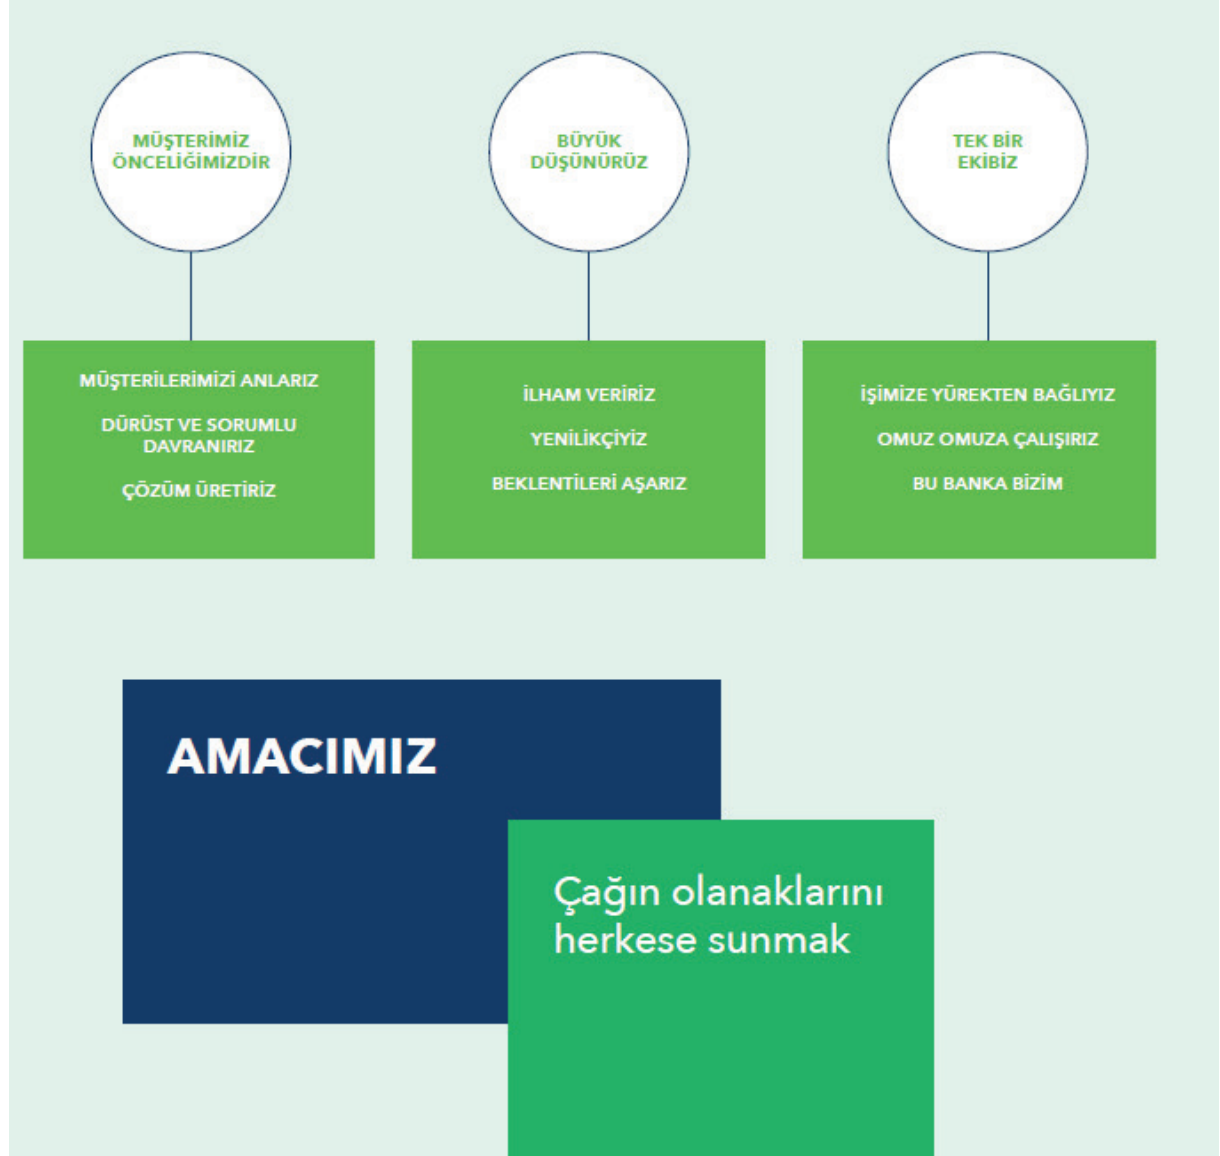 MÜŞTERİMİZ
ÖNCELİĞİMİZDİR
BÜYÜK
DÜŞÜNÜRÜZ
TEK BİR
EKİBİZ
MÜŞTERİLERİMİZİ ANLARIZ
DÜRÜST VE SORUMLU
DAVRANIRIZ
ÇÖZÜM ÜRETİRİZ
İLHAM VERİRİZ
YENİLİKÇİYİZ
BEKLENTİLERİ AŞARIZ
İŞİMİZE YÜREKTEN BAĞLIYIZ
OMUZ OMUZA ÇALIŞIRIZ
BU BANKA BİZİM
AMACIMIZ
Çağın olanaklarını
herkese sunmak